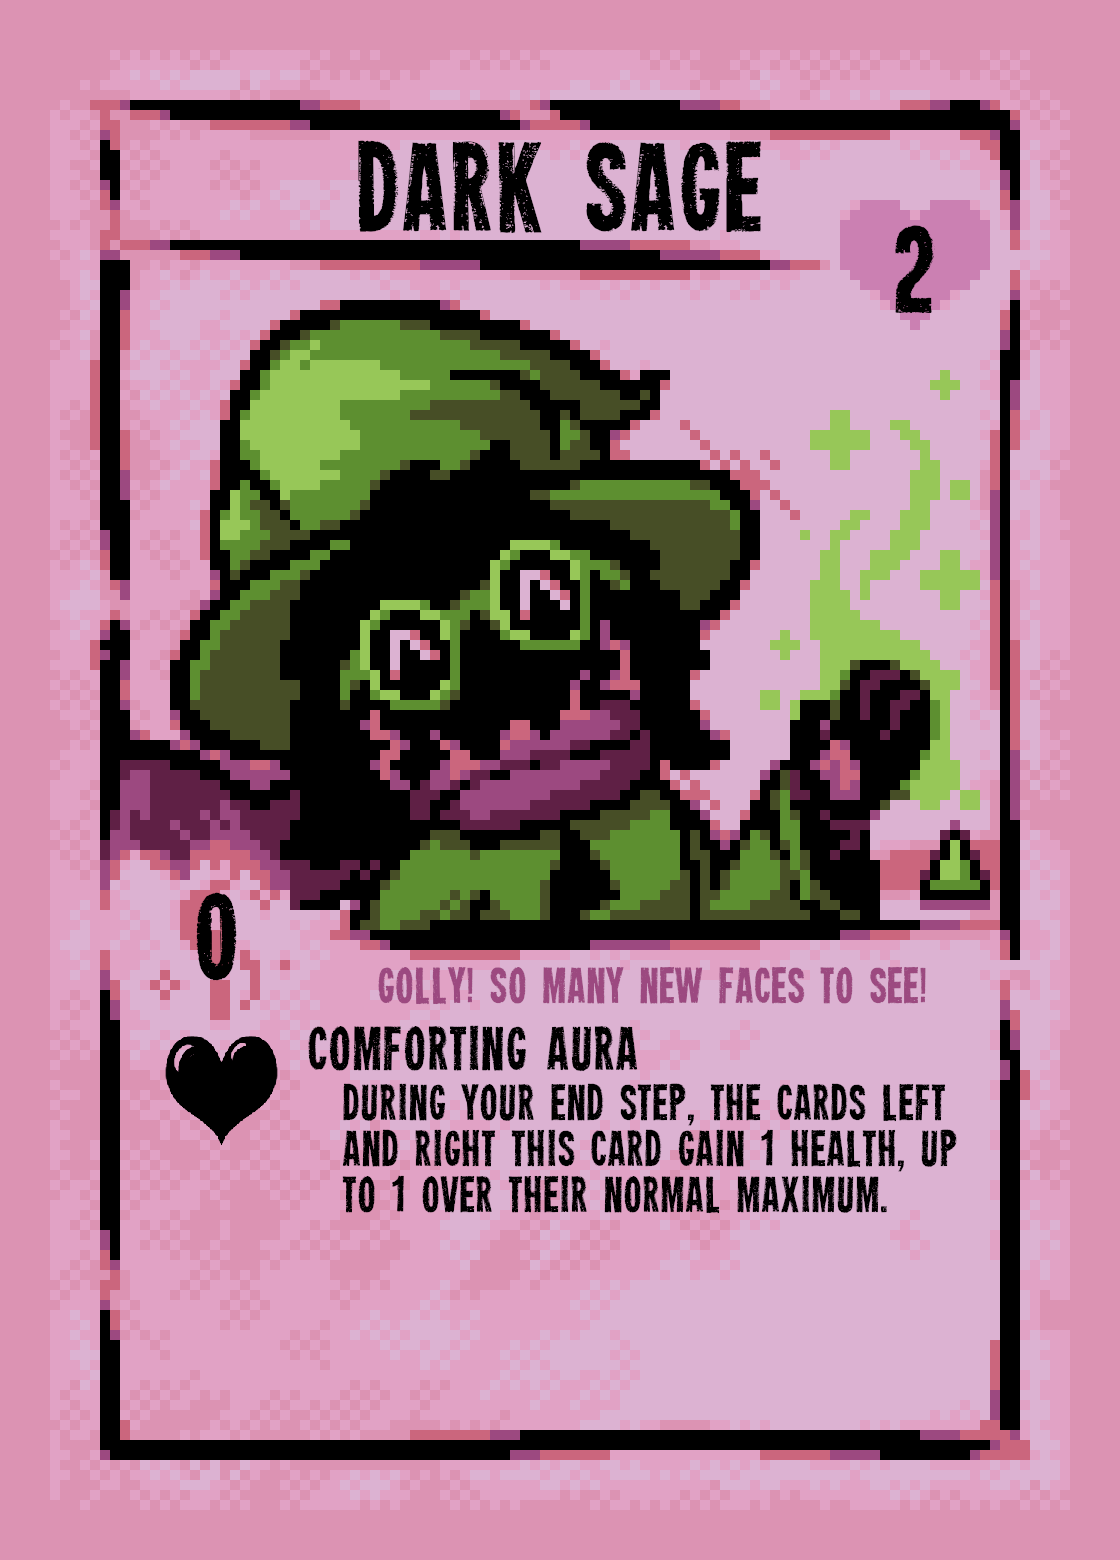 DARK SAGE
2
0
GOLLY! SO MANY NEW FACES TO SEE!
COMFORTING AURA
DURING YOUR END STEP, THE CARDS LEFT
AND RIGHT THIS CARD GAIN 1 HEALTH, UP
TO 1 OVER THEIR NORMAL MAXIMUM.